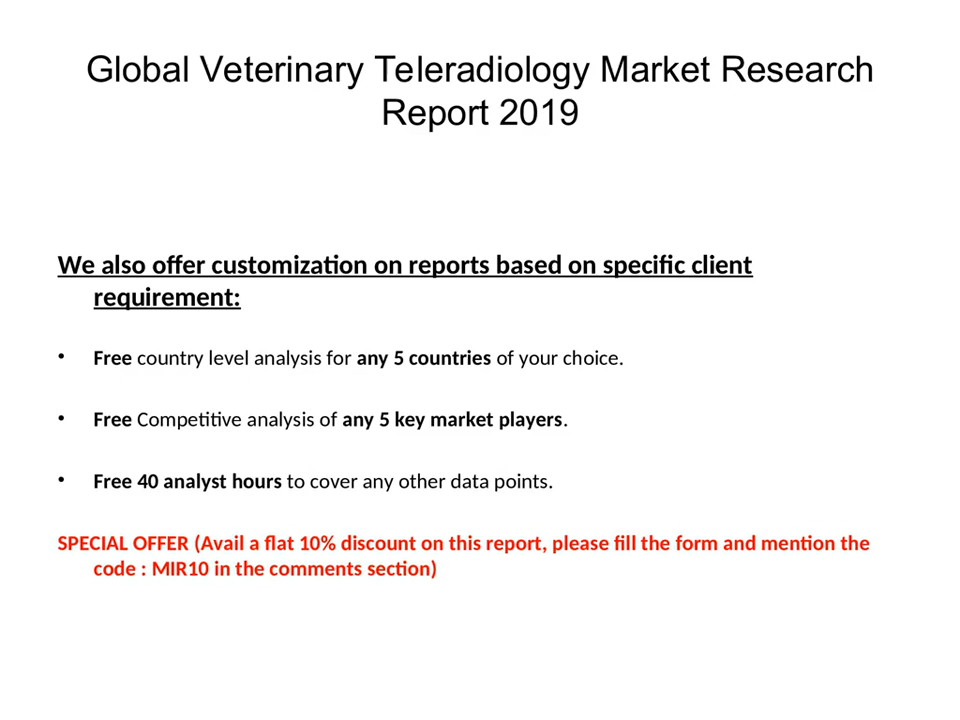 Global Veterinary Teleradiology Market Research
Report 2019
We also offer customization on reports based on specific client
requirement:
• Free country level analysis for any 5 countries of your choice.
• Free Competitive analysis of any 5 key market players.
• Free 40 analyst hours to cover any other data points.
SPECIAL OFFER (Avail a flat 10% discount on this report, please fill the form and mention the
code : MIR10 in the comments section)